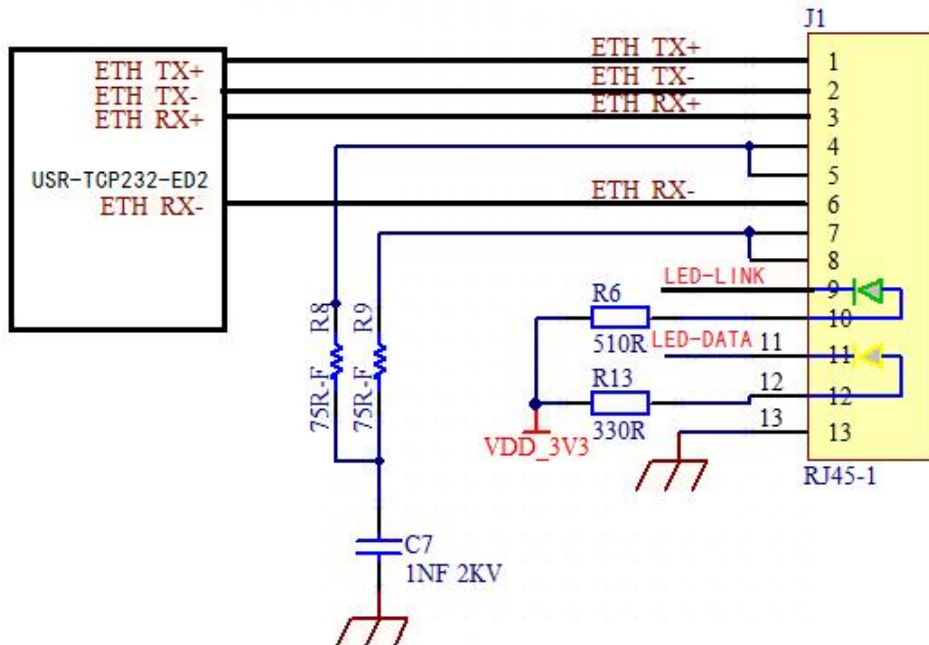 J1
ETH TX+
ETH TX-
ETH RX+
USR-TCP232-ED2
ETH RX-
ETH TX+
ETH TX-
ETH RX+
ETH RX-
1
2
3
4
5
6
7
8
9
10
11
12
13
LED-LINK
R6
510R
LED-DATA
11
R13
12
330R
13
VDD_3V3
RJ45-1
R8
75R-F
R9
75R-F
C7
1NF 2KV